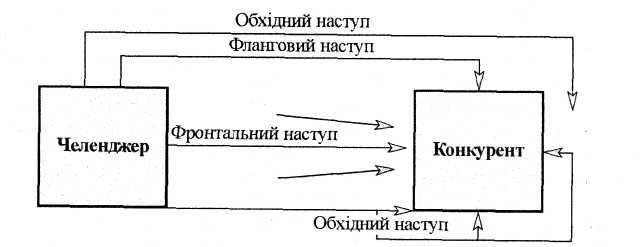 Обхідний наступ
Фланговий наступ
Челенджер
Фронтальний наступ
Конкурент
Обхідний наступ